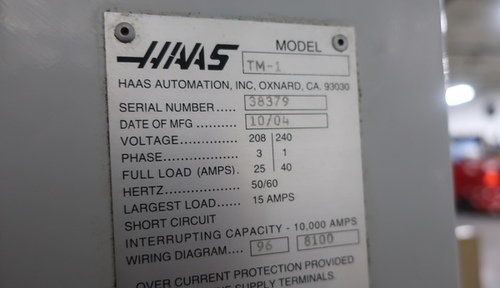 HAAS MODEL TM-1
HAAS AUTOMATION, INC, OXNARD, CA. 93030
SERIAL NUMBER ..... 38379
DATE OF MFG .......... 10/04
VOLTAGE.............. 208 | 240
PHASE.................. 3 | 1
FULL LOAD (AMPS). 25 | 40
HERTZ.................. 50/60
LARGEST LOAD..... 15 AMPS
SHORT CIRCUIT
INTERRUPTING CAPACITY - 10,000 AMPS
WIRING DIAGRAM.... 96 8100
OVER CURRENT PROTECTION PROVIDED
SUPPLY TERMINALS.